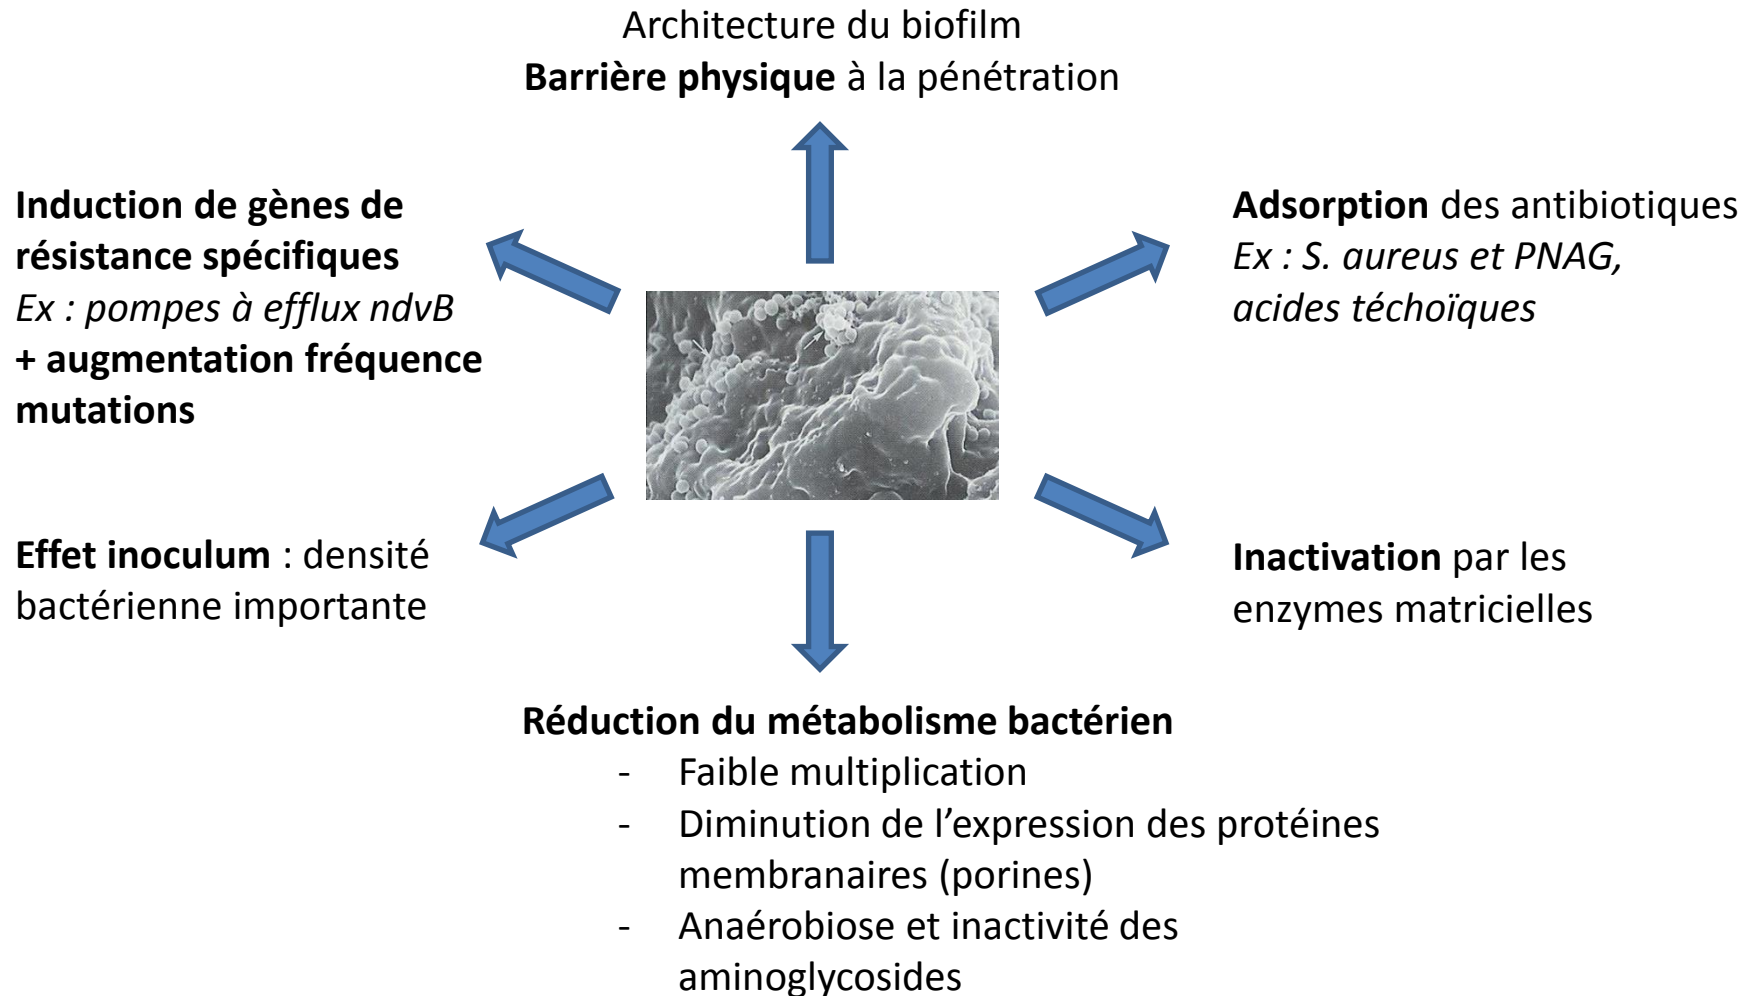 Architecture du biofilm
Barrière physique à la pénétration
Induction de gènes de
résistance spécifiques
Ex : pompes à efflux ndvB
+ augmentation fréquence
mutations
Adsorption des antibiotiques
Ex : S. aureus et PNAG,
acides téchoïques
Effet inoculum : densité
bactérienne importante
Inactivation par les
enzymes matricielles
Réduction du métabolisme bactérien
- Faible multiplication
- Diminution de l’expression des protéines
membranaires (porines)
- Anaérobiose et inactivité des
aminoglycosides